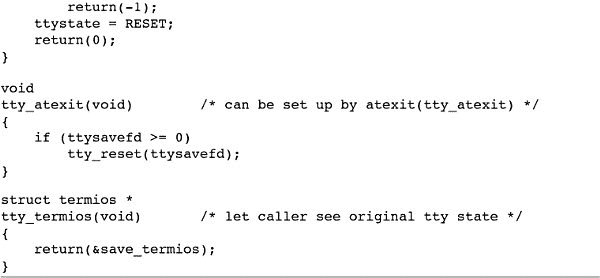 return(-1);
    ttystate = RESET;
    return(0);
}
void
tty_atexit(void)        /* can be set up by atexit(tty_atexit) */
{
    if (ttysavefd >= 0)
        tty_reset(ttysavefd);
}
struct termios *
tty_termios(void)       /* let caller see original tty state */
{
    return(&save_termios);
}